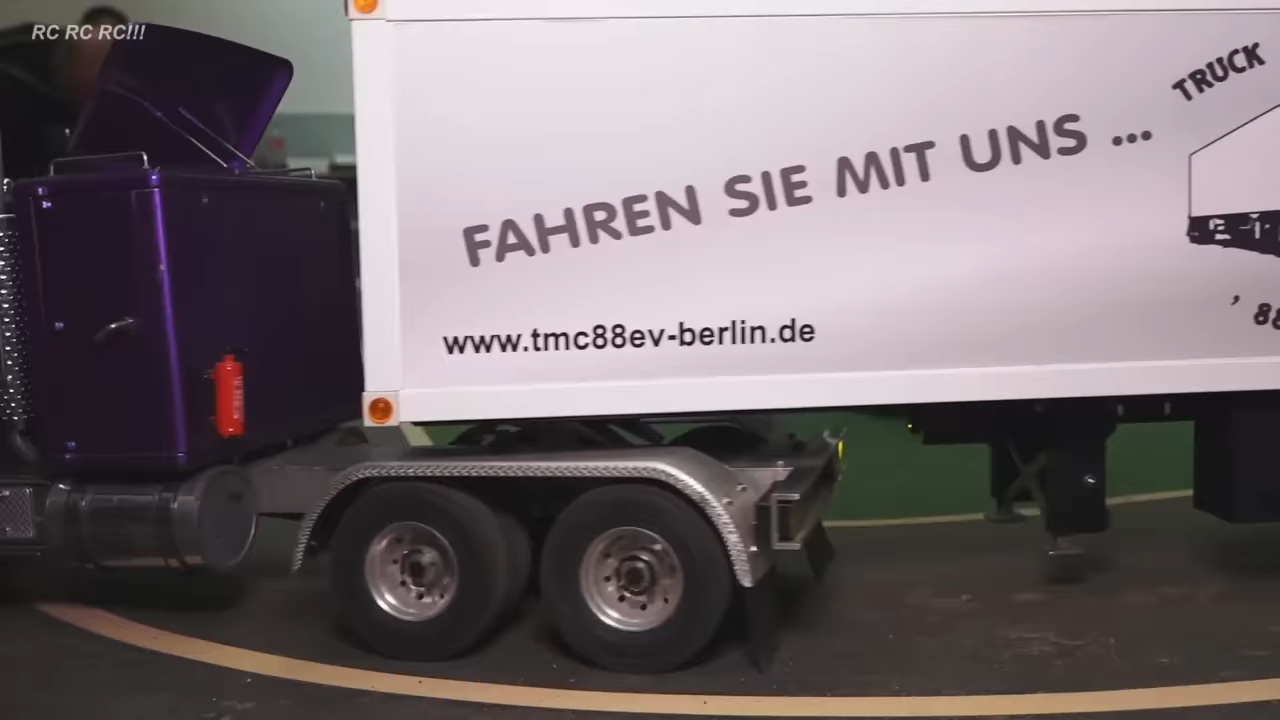 RC RC RC!!!
TRUCK
FAHREN SIE MIT UNS ...
www.tmc88ev-berlin.de